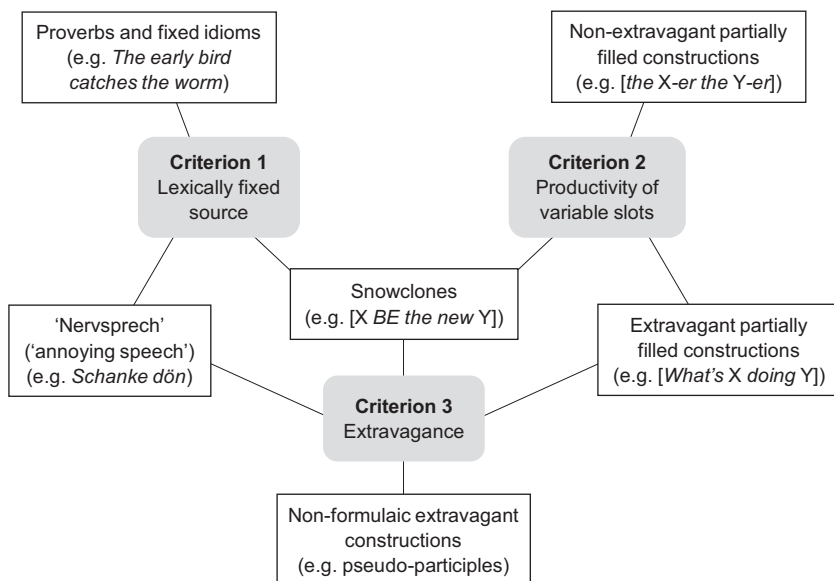 Proverbs and fixed idioms
(e.g. The early bird
catches the worm)
Non-extravagant partially
filled constructions
(e.g. [the X-er the Y-er])
Criterion 1
Lexically fixed
source
Criterion 2
Productivity of
variable slots
Snowclones
(e.g. [X BE the new Y])
‘Nervsprech’
(‘annoying speech’)
(e.g. Schanke dön)
Extravagant partially
filled constructions
(e.g. [What’s X doing Y])
Criterion 3
Extravagance
Non-formulaic extravagant
constructions
(e.g. pseudo-participles)